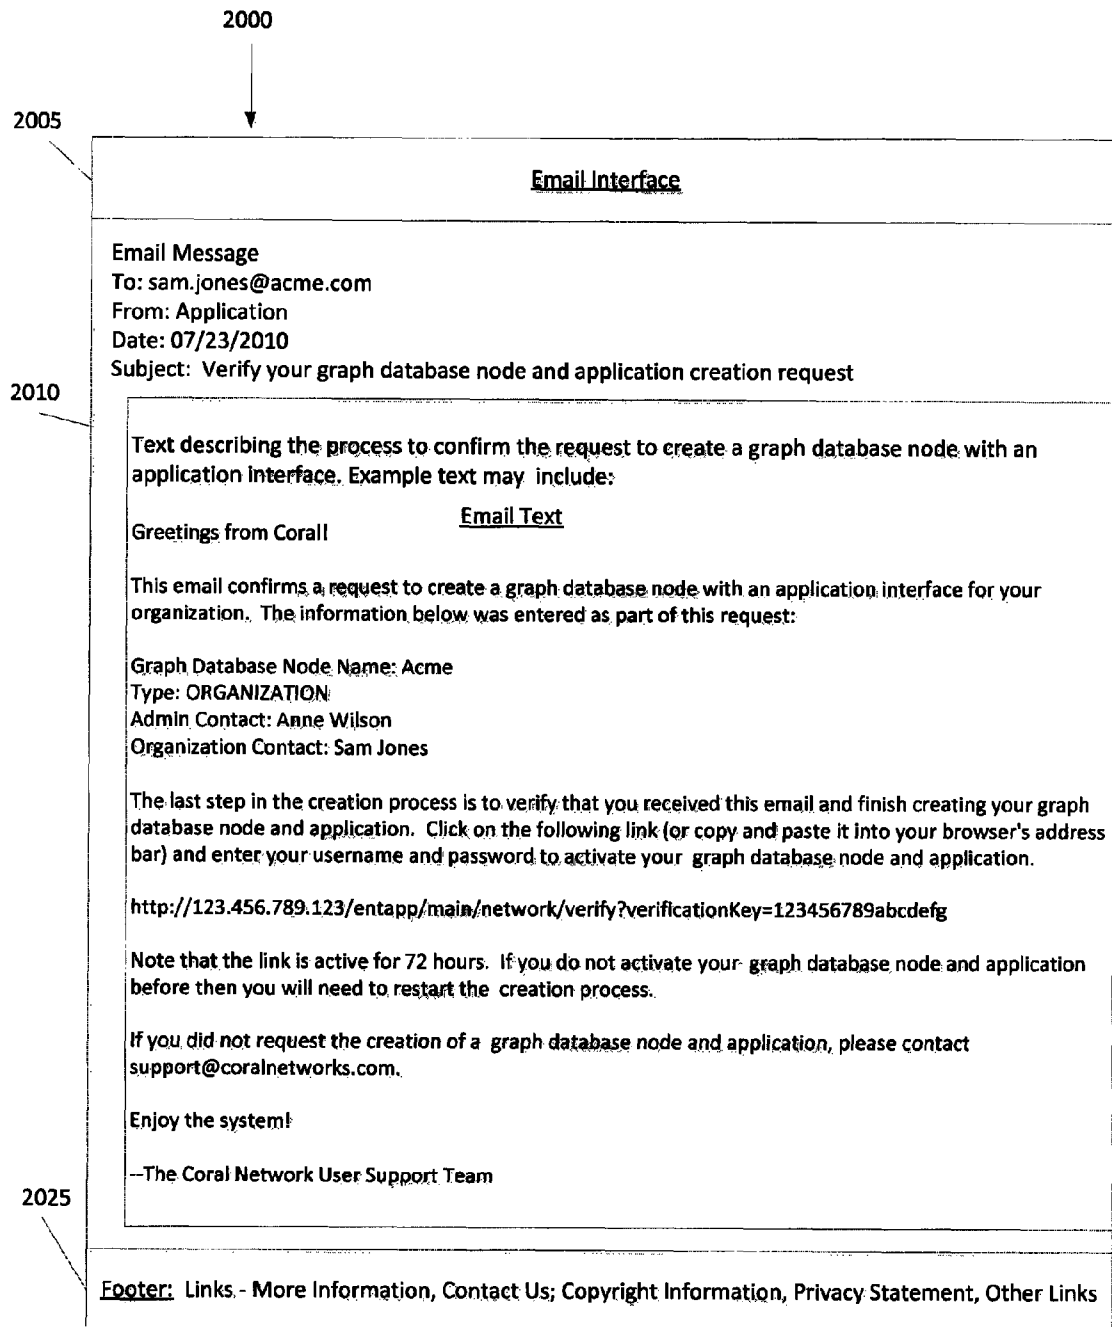 2000
2005
Email Interface
Email Message
To: sam.jones@acme.com
From: Application
Date: 07/23/2010
Subject: Verify your graph database node and application creation request
2010
Text describing the process to confirm the request to create a graph database node with an
application interface. Example text may include:
Email Text
Greetings from Coral!
This email confirms a request to create a graph database node with an application interface for your
organization. The information below was entered as part of this request:
Graph Database Node Name: Acme
Type: ORGANIZATION
Admin Contact: Anne Wilson
Organization Contact: Sam Jones
The last step in the creation process is to verify that you received this email and finish creating your graph
database node and application. Click on the following link (or copy and paste it into your browser's address
bar) and enter your username and password to activate your graph database node and application.
http://123.456.789.123/entapp/main/network/verify?verificationKey=123456789abcdefg
Note that the link is active for 72 hours. If you do not activate your graph database node and application
before then you will need to restart the creation process.
If you did not request the creation of a graph database node and application, please contact
support@coralnetworks.com.
Enjoy the system!
--The Coral Network User Support Team
2025
Footer: Links - More Information, Contact Us; Copyright Information, Privacy Statement, Other Links